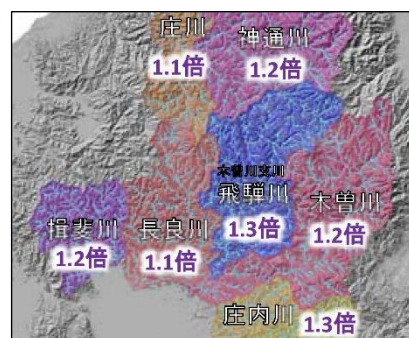 庄川
1.1倍
神通川
1.2倍
木曽川支川
飛騨川
1.3倍
木曽川
1.2倍
揖斐川
1.2倍
長良川
1.1倍
庄内川
1.3倍